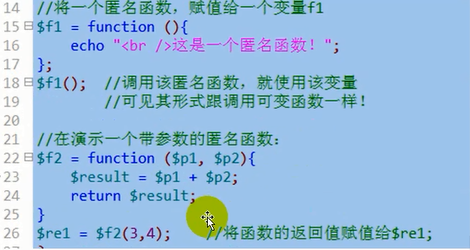 14 //将一个匿名函数，赋值给一个变量f1
15 $f1 = function (){
16 echo "<br />这是一个匿名函数！";
17 };
18 $f1(); //调用该匿名函数，就使用该变量
19 //可见其形式跟调用可变函数一样！
20
21 //在演示一个带参数的匿名函数：
22 $f2 = function ($p1, $p2){
23 $result = $p1 + $p2;
24 return $result;
25 }
26 $re1 = $f2(3,4); //将函数的返回值赋值给$re1;